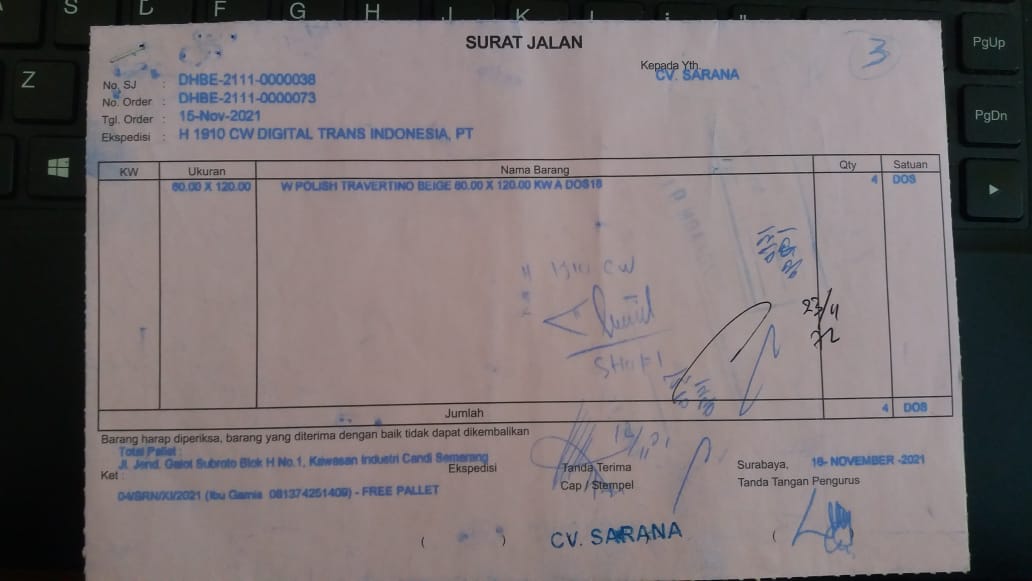 SURAT JALAN
3
Kepada Yth.
CV. SARANA
No. SJ : DHBE-2111-0000038
No. Order : DHBE-2111-0000073
Tgl. Order : 15-Nov-2021
Ekspedisi : H 1910 CW DIGITAL TRANS INDONESIA, PT
KW Ukuran Nama Barang Qty Satuan
60.00 X 120.00 W POLISH TRAVERTINO BEIGE 60.00 X 120.00 KW A DOS16 4 DOS
H 1910 CW
23/11
SHOFI
Jumlah 4 DOS
Barang harap diperiksa, barang yang diterima dengan baik tidak dapat dikembalikan
Total Pallet :
Jl. Jend. Gatot Subroto Blok H No.1, Kawasan Industri Candi Semarang
Ket :
04/SRN/XI/2021 (Ibu Garnis 081374251409) - FREE PALLET
Ekspedisi
Tanda Terima
Cap / Stempel
Surabaya, 16- NOVEMBER -2021
Tanda Tangan Pengurus
( )
CV. SARANA
(
PgUp
PgDn
S
D
F
G
H
J
K
L
Z